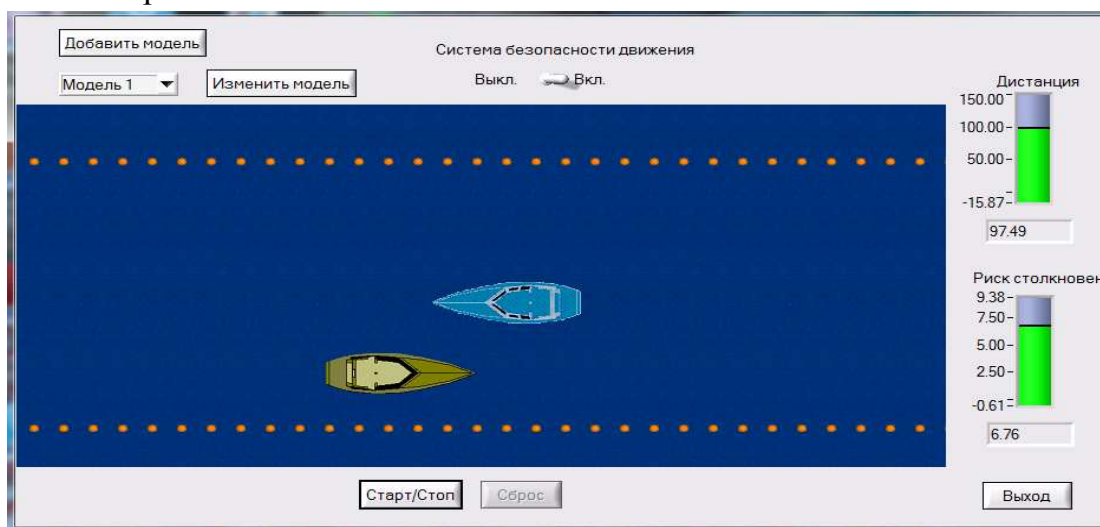 Добавить модель
Система безопасности движения
Модель 1
Изменить модель
Выкл.
Вкл.
Дистанция
150.00
100.00
50.00
-15.87
97.49
Риск столкновен
9.38
7.50
5.00
2.50
-0.61
6.76
Старт/Стоп
Сброс
Выход